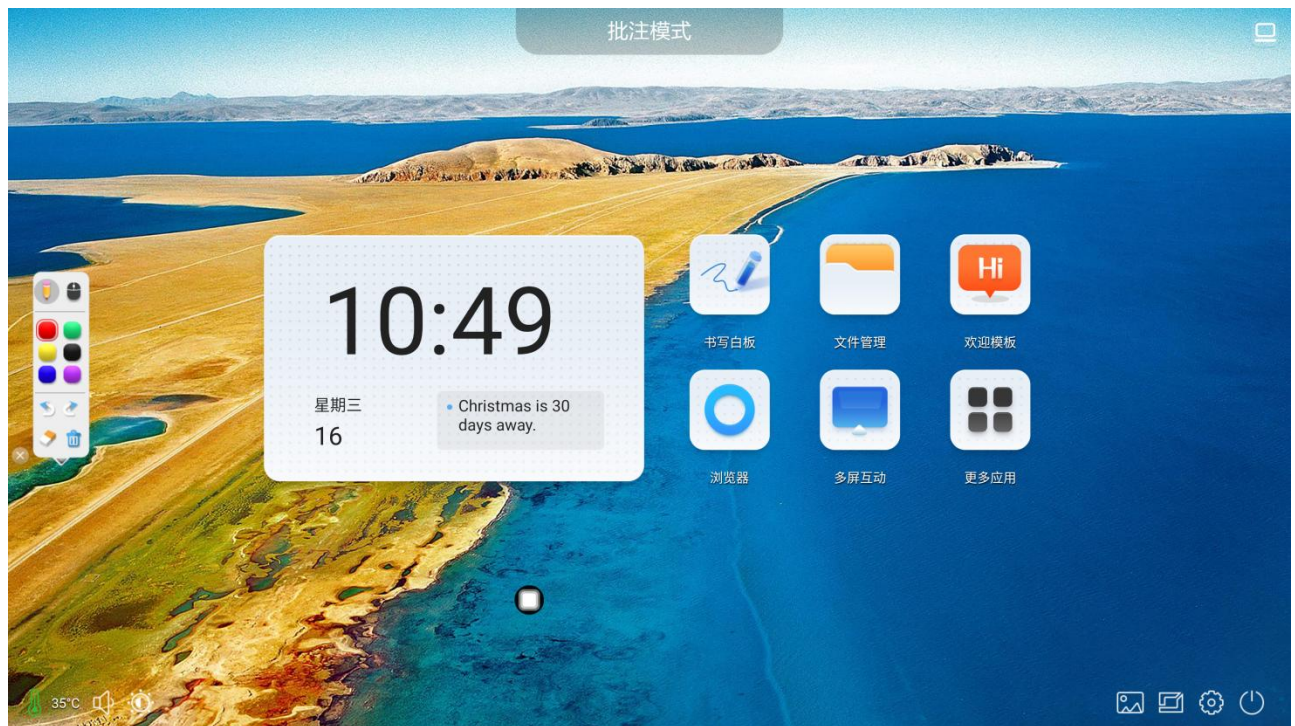 批注模式
10:49
星期三
16
Christmas is 30
days away.
Hi
书写白板
文件管理
欢迎模板
浏览器
多屏互动
更多应用
35°C